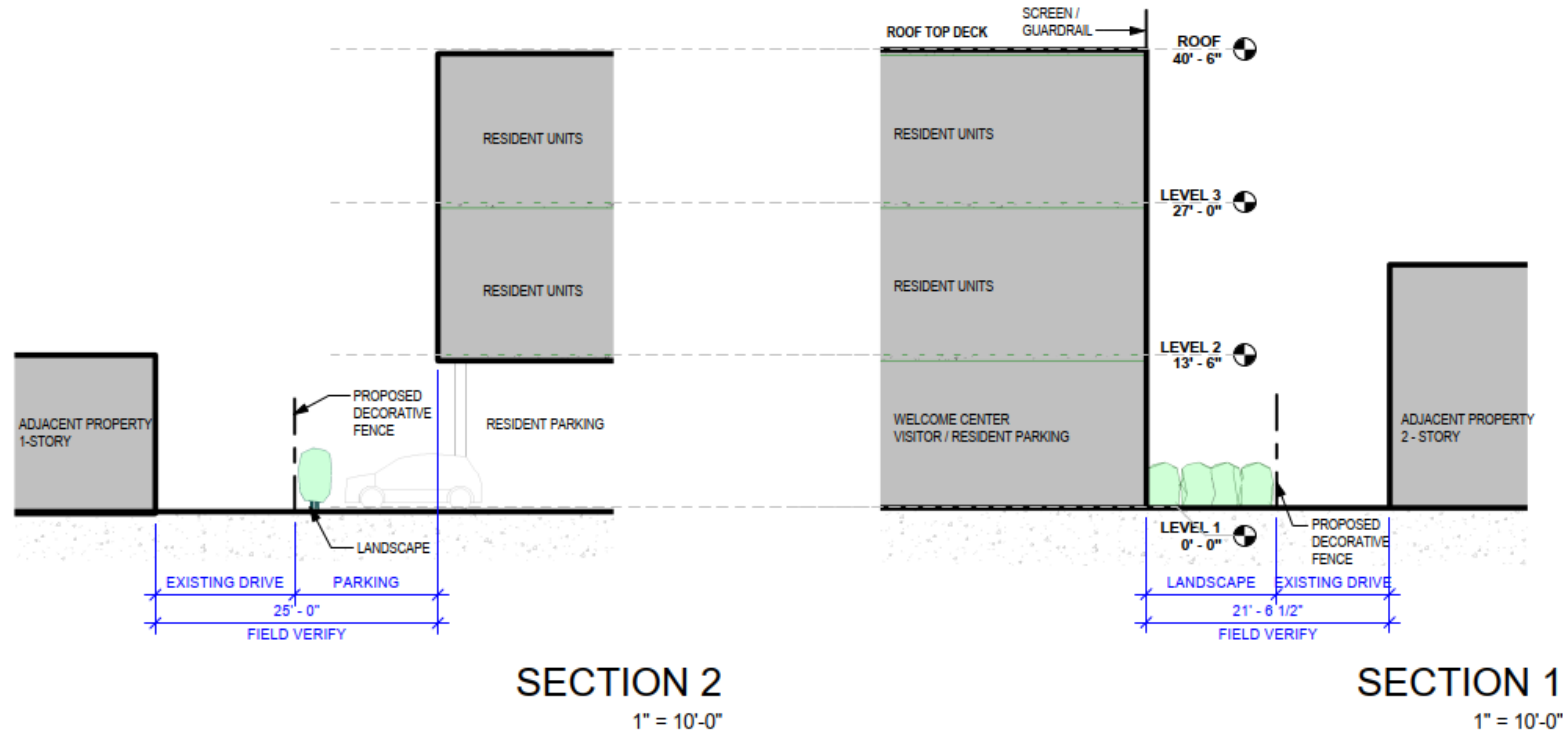 RESIDENT UNITS
RESIDENT UNITS
ADJACENT PROPERTY
1-STORY
PROPOSED
DECORATIVE
FENCE
RESIDENT PARKING
LANDSCAPE
EXISTING DRIVE
PARKING
25' - 0"
FIELD VERIFY
SECTION 2
1" = 10'-0"
ROOF TOP DECK
SCREEN /
GUARDRAIL
ROOF
40' - 6"
RESIDENT UNITS
LEVEL 3
27' - 0"
RESIDENT UNITS
LEVEL 2
13' - 6"
WELCOME CENTER
VISITOR / RESIDENT PARKING
ADJACENT PROPERTY
2 - STORY
LEVEL 1
0' - 0"
PROPOSED
DECORATIVE
FENCE
LANDSCAPE
EXISTING DRIVE
21' - 6 1/2"
FIELD VERIFY
SECTION 1
1" = 10'-0"